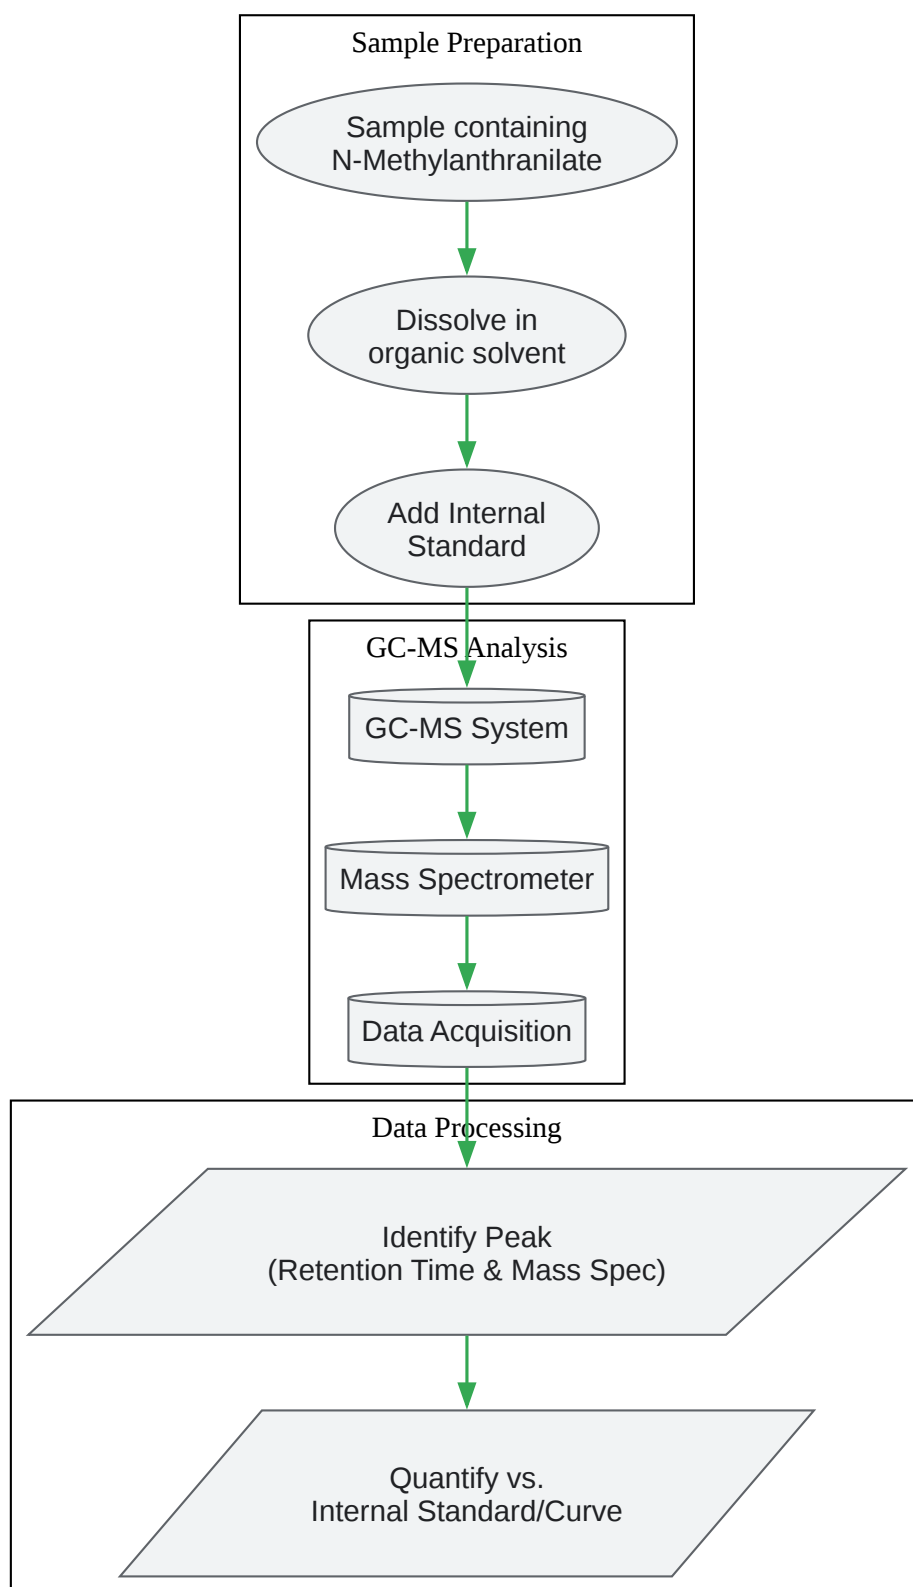 Sample Preparation
Sample containing
N-Methylanthranilate
Dissolve in
organic solvent
Add Internal
Standard
GC-MS Analysis
GC-MS System
Mass Spectrometer
Data Acquisition
Data Processing
Identify Peak
(Retention Time & Mass Spec)
Quantify vs.
Internal Standard/Curve